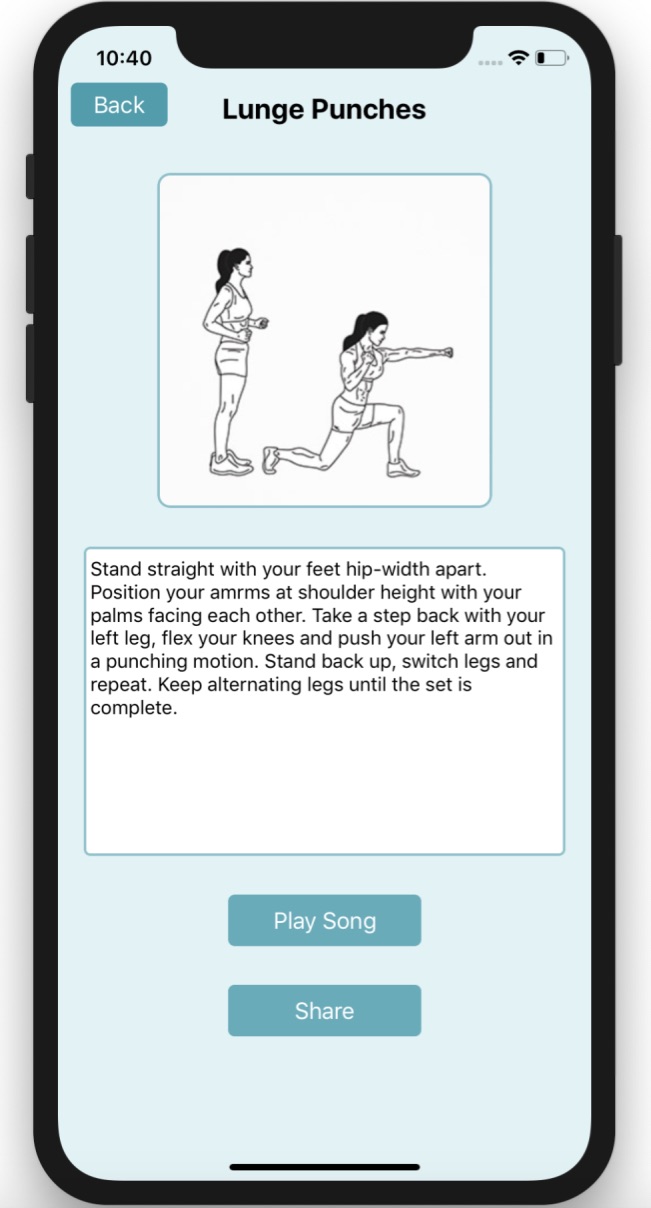 10:40
Back
Lunge Punches
Stand straight with your feet hip-width apart.
Position your amrms at shoulder height with your
palms facing each other. Take a step back with your
left leg, flex your knees and push your left arm out in
a punching motion. Stand back up, switch legs and
repeat. Keep alternating legs until the set is
complete.
Play Song
Share